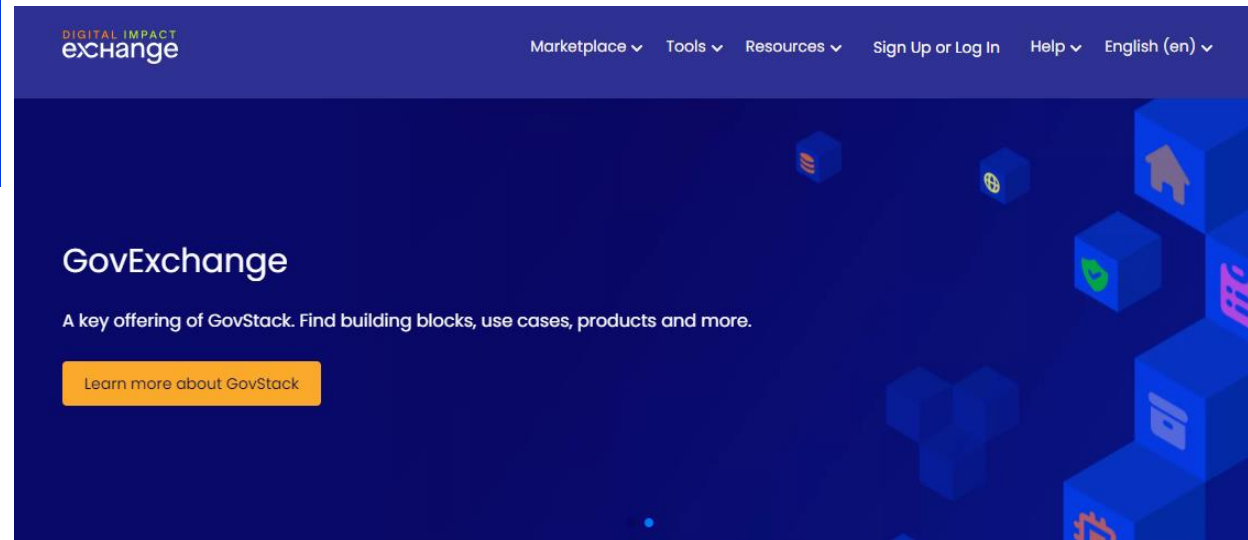 DIGITAL IMPACT
exchange
Marketplace Tools Resources Sign Up or Log In Help English (en)
GovExchange
A key offering of GovStack. Find building blocks, use cases, products and more.
Learn more about GovStack